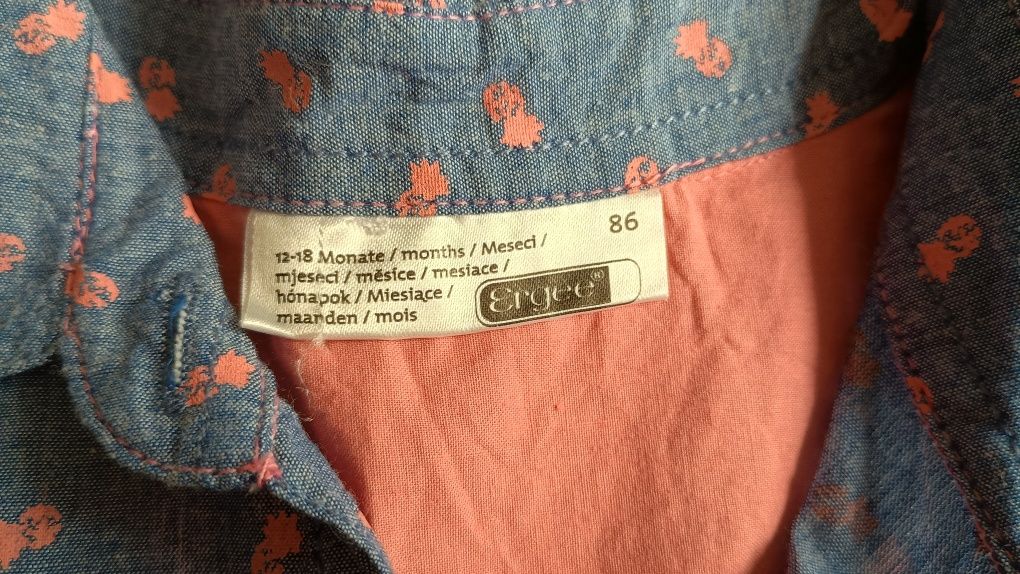 86
12-18 Monate / months / Meseci /
mjeseci / měsíce / mesiace /
hónapok / Miesiące /
maanden / mois
Ergee®